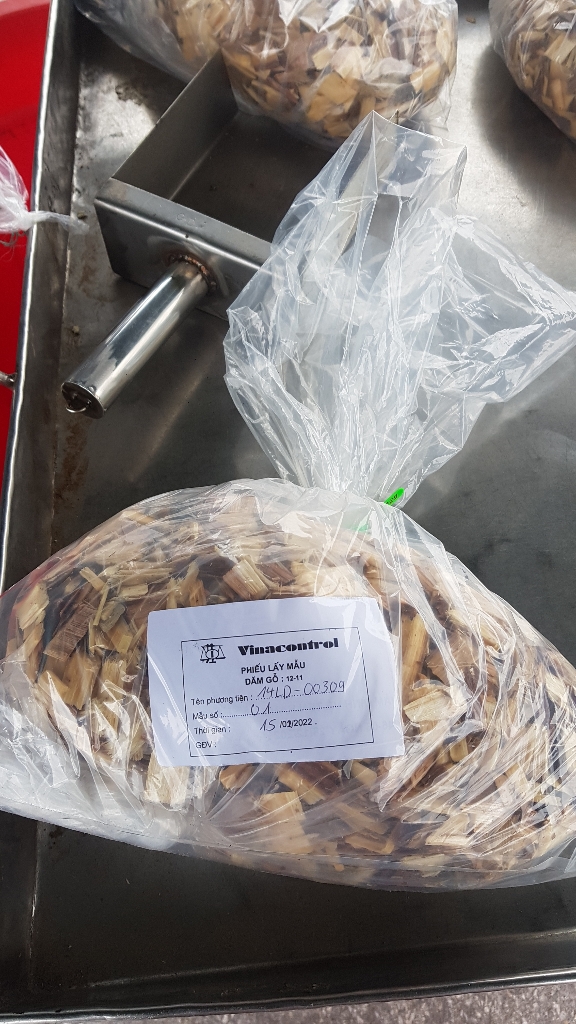 Vinacontrol
PHIẾU LẤY MẪU
DĂM GỖ : 12-11
Tên phương tiện : 14LD-00309
Mẫu số :.........01.........
Thời gian : 15/02/2022.
GĐV :